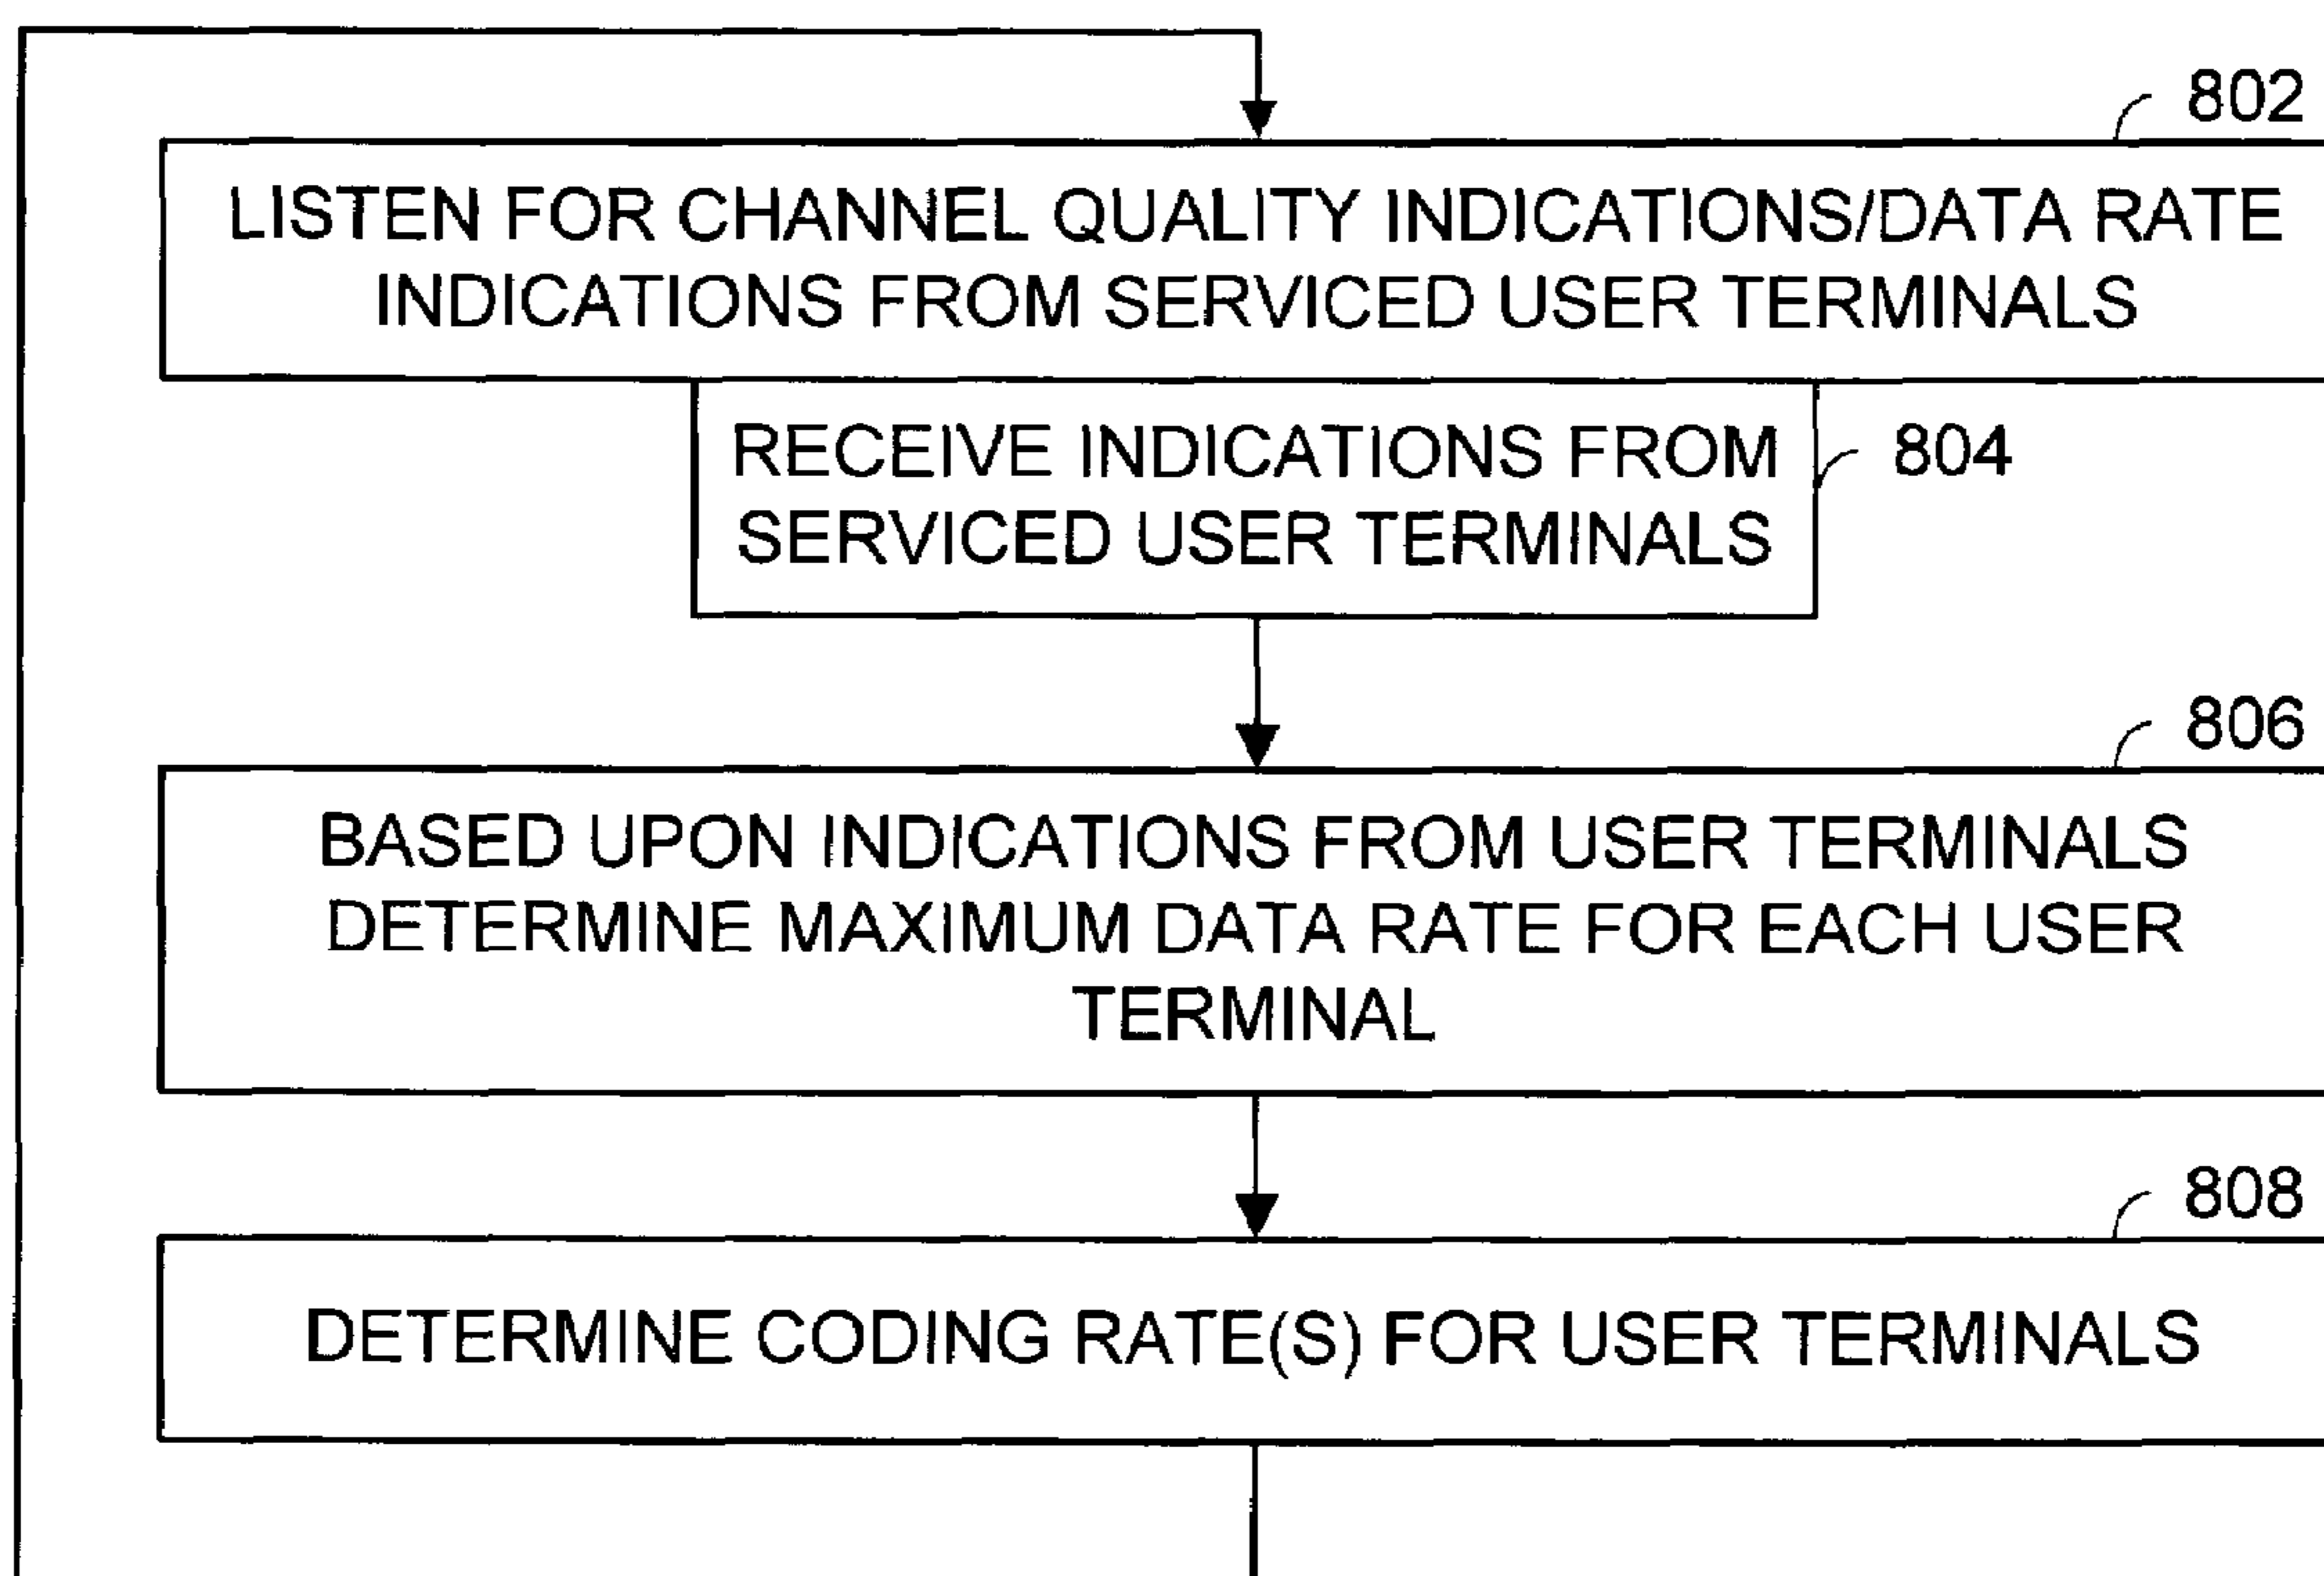 802
LISTEN FOR CHANNEL QUALITY INDICATIONS/DATA RATE
INDICATIONS FROM SERVICED USER TERMINALS
RECEIVE INDICATIONS FROM
SERVICED USER TERMINALS
804
806
BASED UPON INDICATIONS FROM USER TERMINALS
DETERMINE MAXIMUM DATA RATE FOR EACH USER
TERMINAL
808
DETERMINE CODING RATE(S) FOR USER TERMINALS